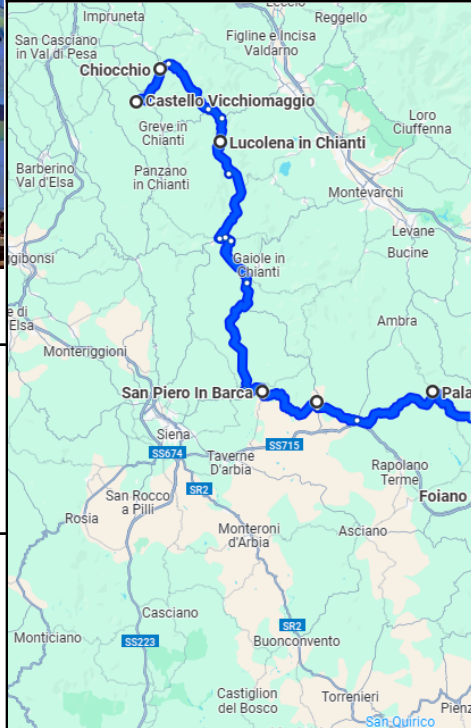 Leccio
Reggello
Impruneta
San Casciano
in Val di Pesa
Figline e Incisa
Valdarno
Chiocchio
Castello Vicchiomaggio
Greve in
Chianti
Loro
Ciuffenna
Lucolena in Chianti
Barberino
Val d'Elsa
Panzano
in Chianti
Montevarchi
Levane
Bucine
gibonsi
Gaiole in
Chianti
e di
Elsa
Ambra
Monteriggioni
San Piero In Barca
Pala
Siena
SS674
Taverne
D'arbia
SS715
Rapolano
Terme
SR2
San Rocco
a Pilli
Foiano
Rosia
Monteroni
d'Arbia
Asciano
Casciano
SR2
Monticiano
SS223
Buonconvento
Castiglion
del Bosco
Torrenieri
Pienz
San Quirico